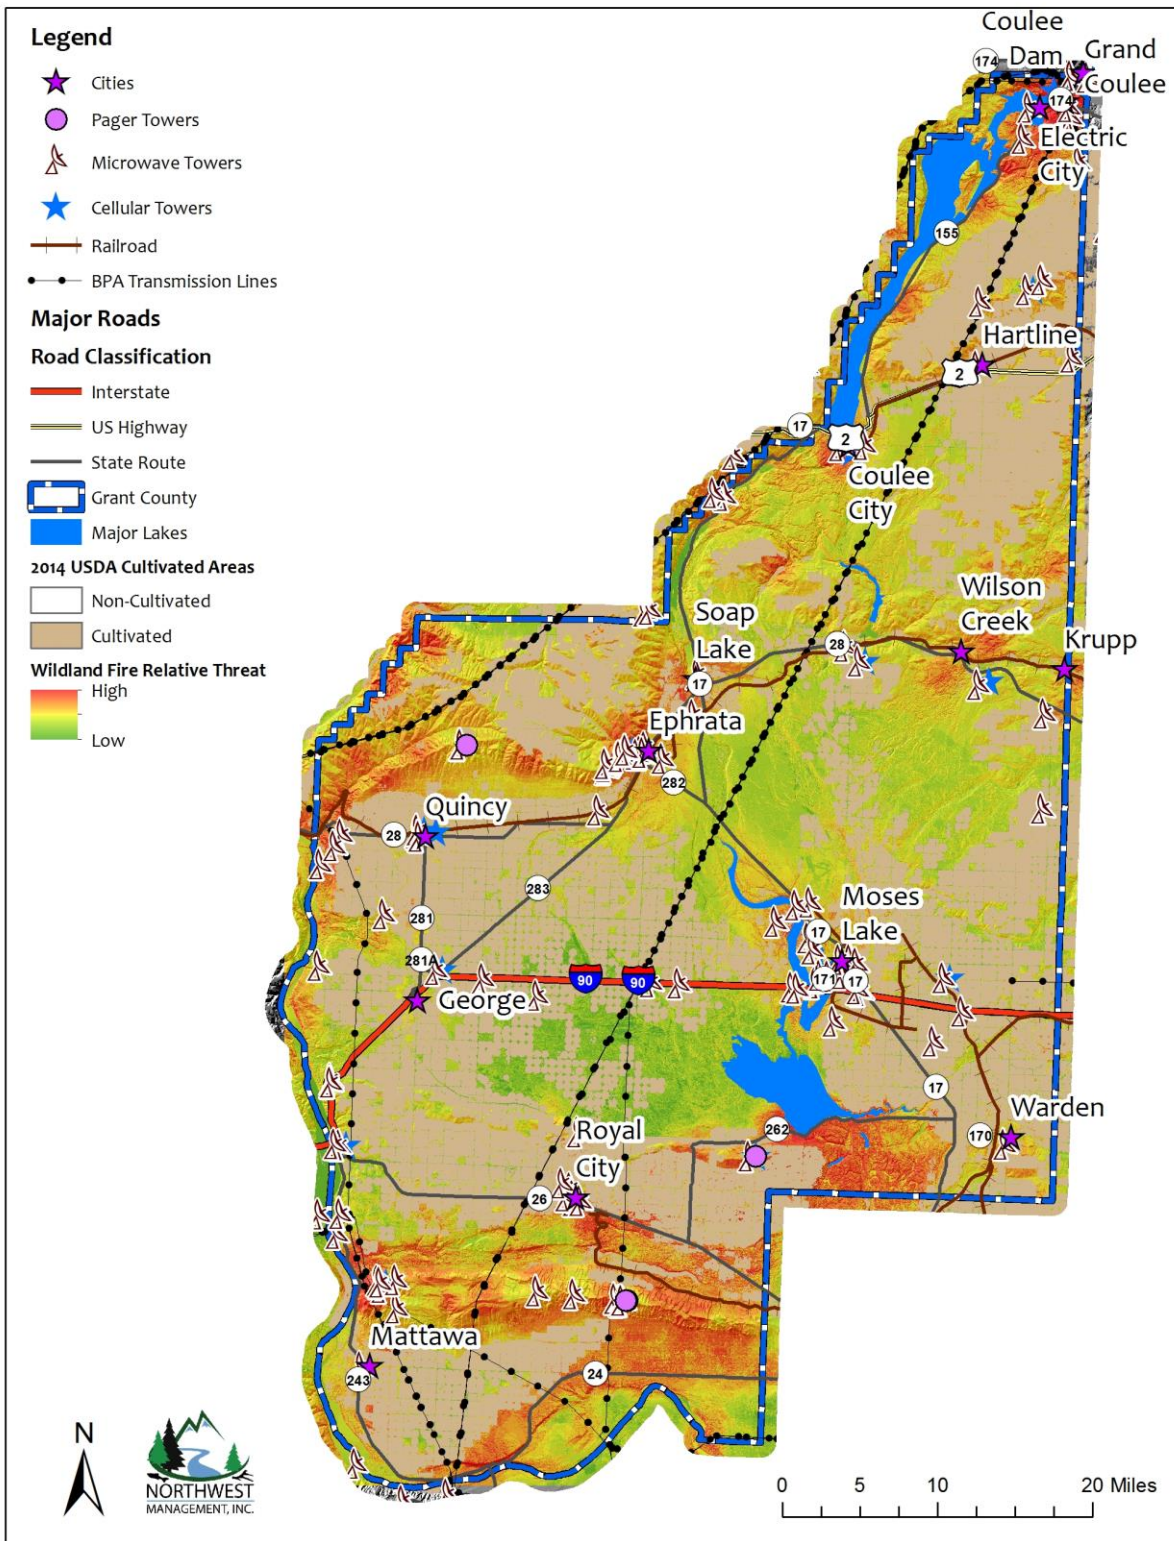 Legend
Cities
Pager Towers
Microwave Towers
Cellular Towers
Railroad
BPA Transmission Lines
Major Roads
Road Classification
Interstate
US Highway
State Route
Grant County
Major Lakes
2014 USDA Cultivated Areas
Non-Cultivated
Cultivated
Wildland Fire Relative Threat
High
Low
Coulee
Dam
174
Grand
Coulee
174
Electric
City
155
Hartline
2
17
2
Coulee
City
Wilson
Creek
Krupp
Soap
Lake
28
17
Ephrata
282
Quincy
28
283
281
281A
Moses
Lake
17
George
90
90
171
17
17
Warden
170
262
Royal
City
26
Mattawa
243
24
N
NORTHWEST
MANAGEMENT, INC.
0 5 10 20 Miles